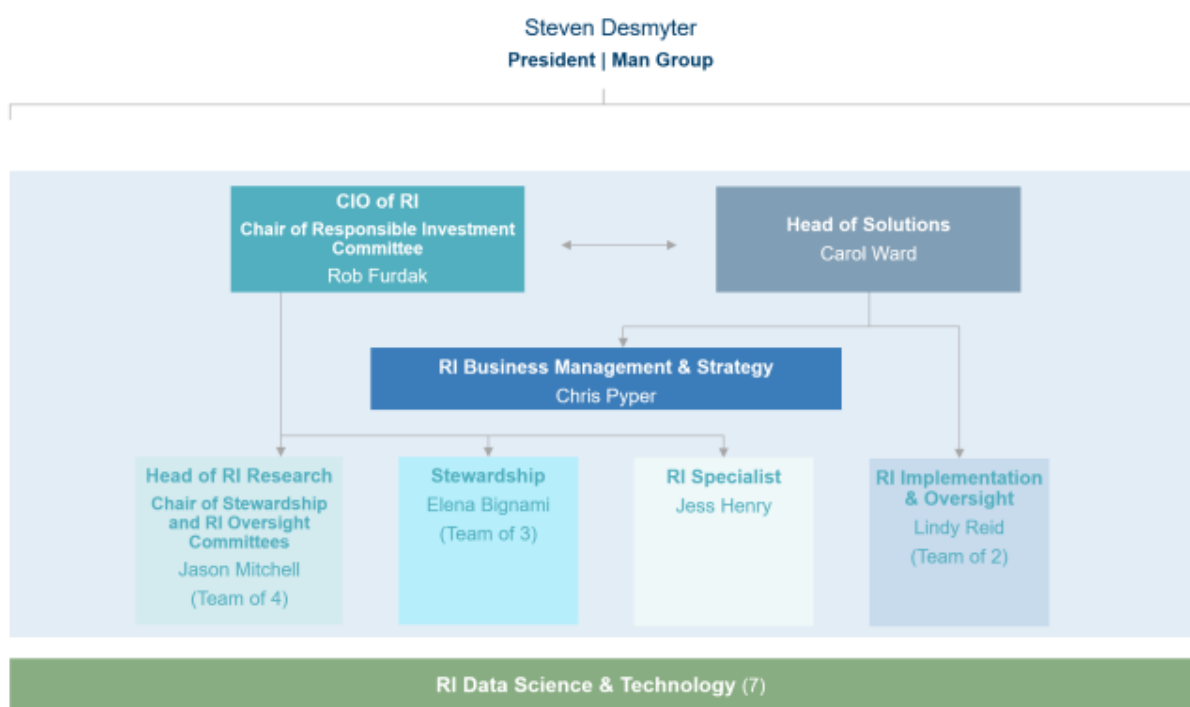 Steven Desmyter
President | Man Group
CIO of RI
Chair of Responsible Investment
Committee
Rob Furdak
Head of Solutions
Carol Ward
RI Business Management & Strategy
Chris Pyper
Head of RI Research
Chair of Stewardship
and RI Oversight
Committees
Jason Mitchell
(Team of 4)
Stewardship
Elena Bignami
(Team of 3)
RI Specialist
Jess Henry
RI Implementation
& Oversight
Lindy Reid
(Team of 2)
RI Data Science & Technology (7)